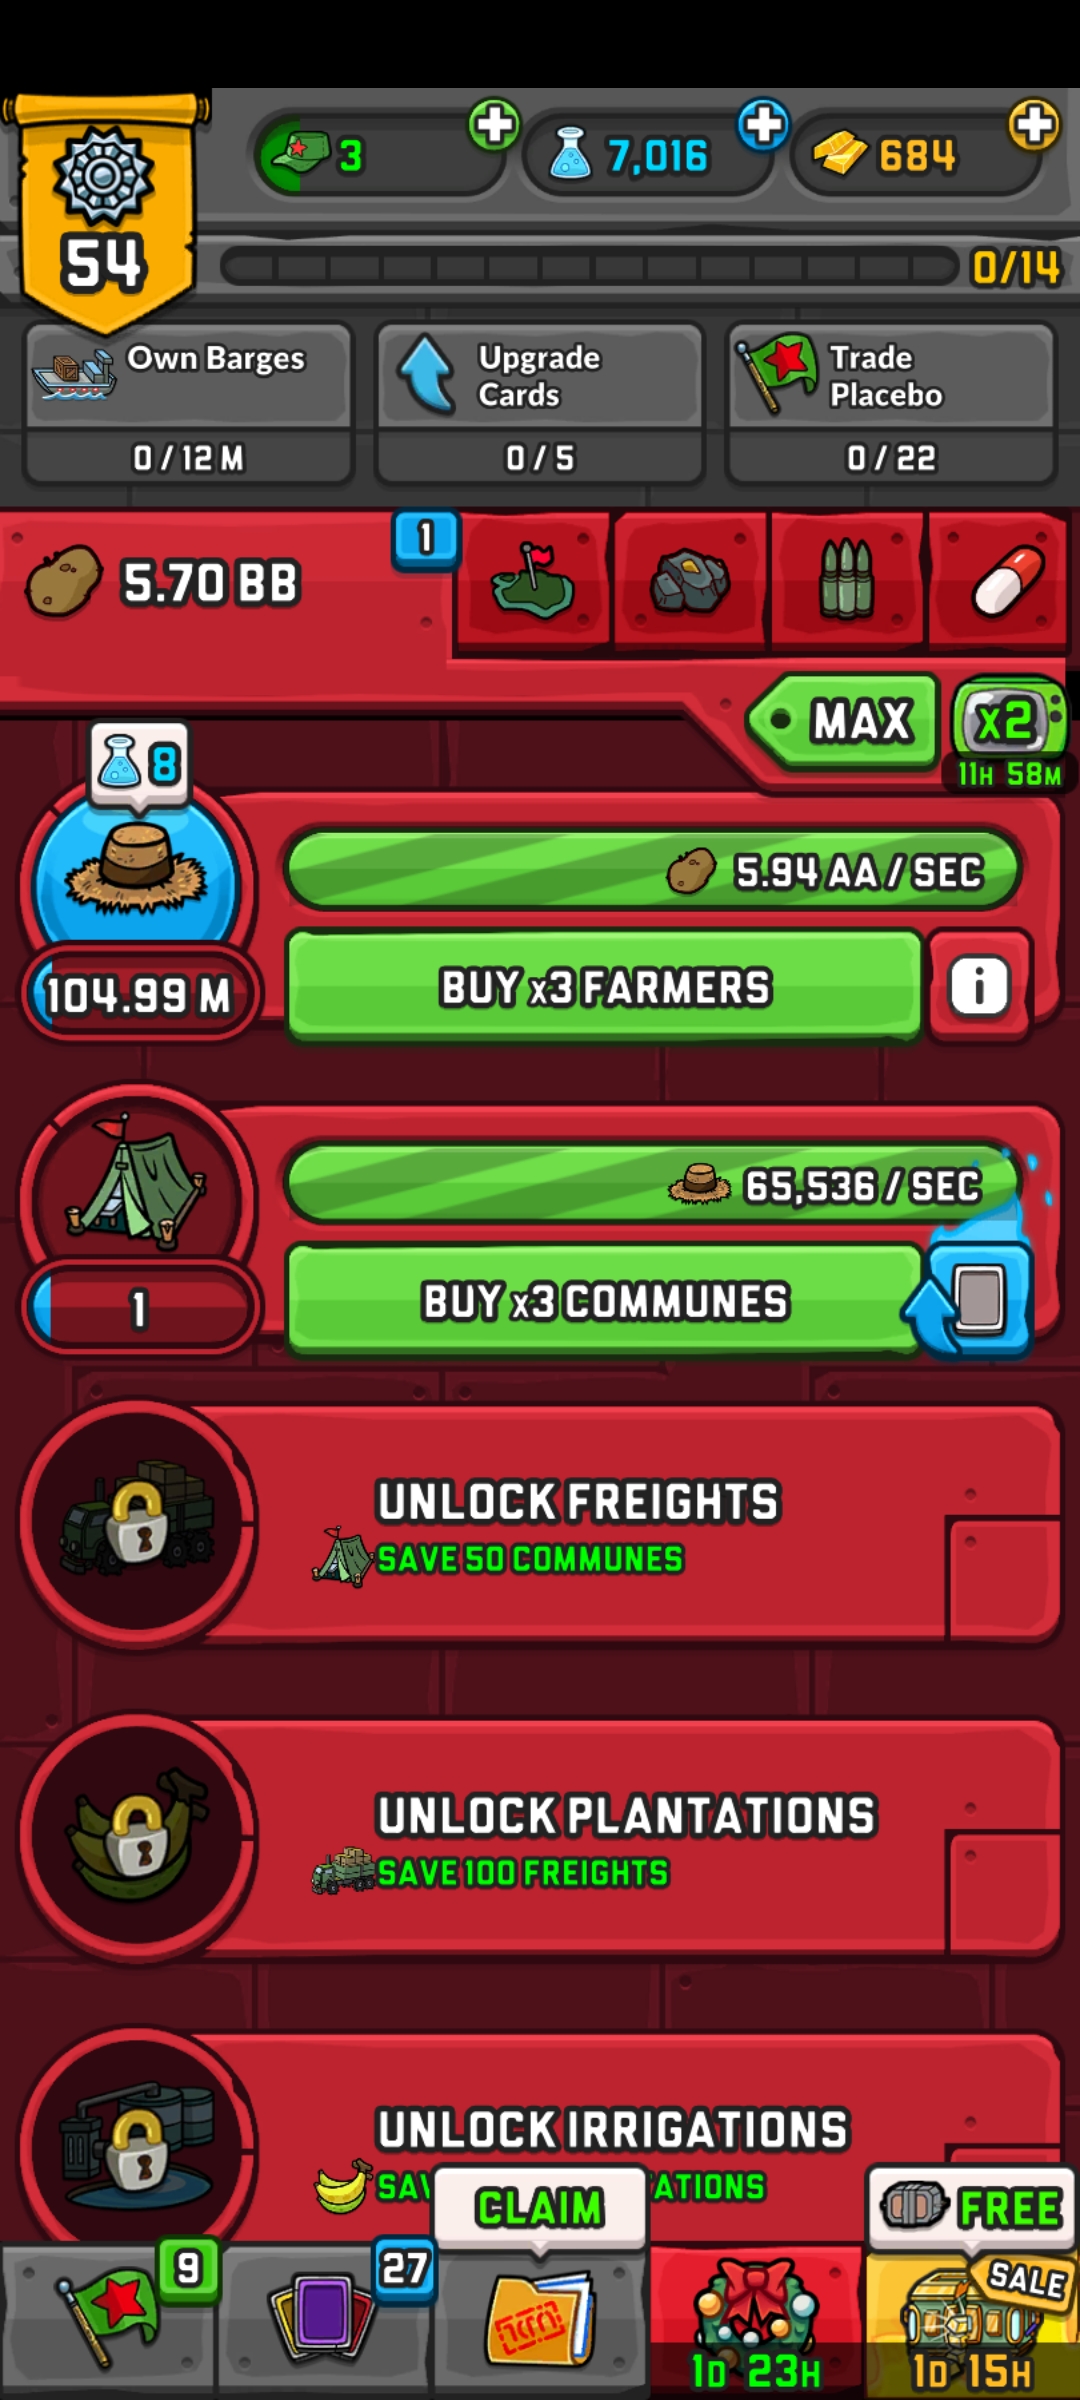 3
7,016
684
54
0/14
Own Barges
0 / 12 M
Upgrade
Cards
0 / 5
Trade
Placebo
0 / 22
5.70 BB
1
MAX
x2
11H 58M
8
5.94 AA / SEC
104.99 M
BUY x3 FARMERS
i
65,536 / SEC
1
BUY x3 COMMUNES
UNLOCK FREIGHTS
SAVE 50 COMMUNES
UNLOCK PLANTATIONS
SAVE 100 FREIGHTS
UNLOCK IRRIGATIONS
CLAIM
FREE
9
27
SALE
1D 23H
1D 15H